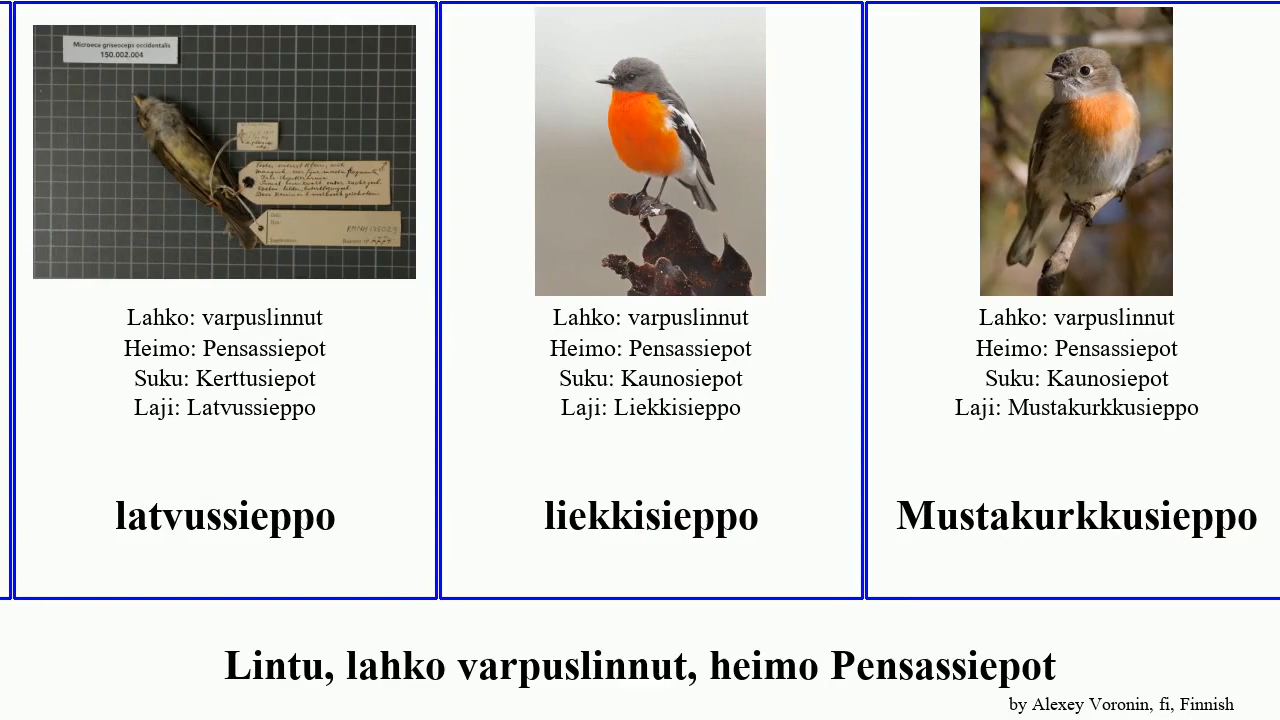 Microeca griseoceps occidentalis
150.002.004
Lahko: varpuslinnut
Heimo: Pensassiepot
Suku: Kerttusiepot
Laji: Latvussieppo
latvussieppo
Lahko: varpuslinnut
Heimo: Pensassiepot
Suku: Kaunosiepot
Laji: Liekkisieppo
liekkisieppo
Lahko: varpuslinnut
Heimo: Pensassiepot
Suku: Kaunosiepot
Laji: Mustakurkkusieppo
Mustakurkkusieppo
Lintu, lahko varpuslinnut, heimo Pensassiepot
by Alexey Voronin, fi, Finnish